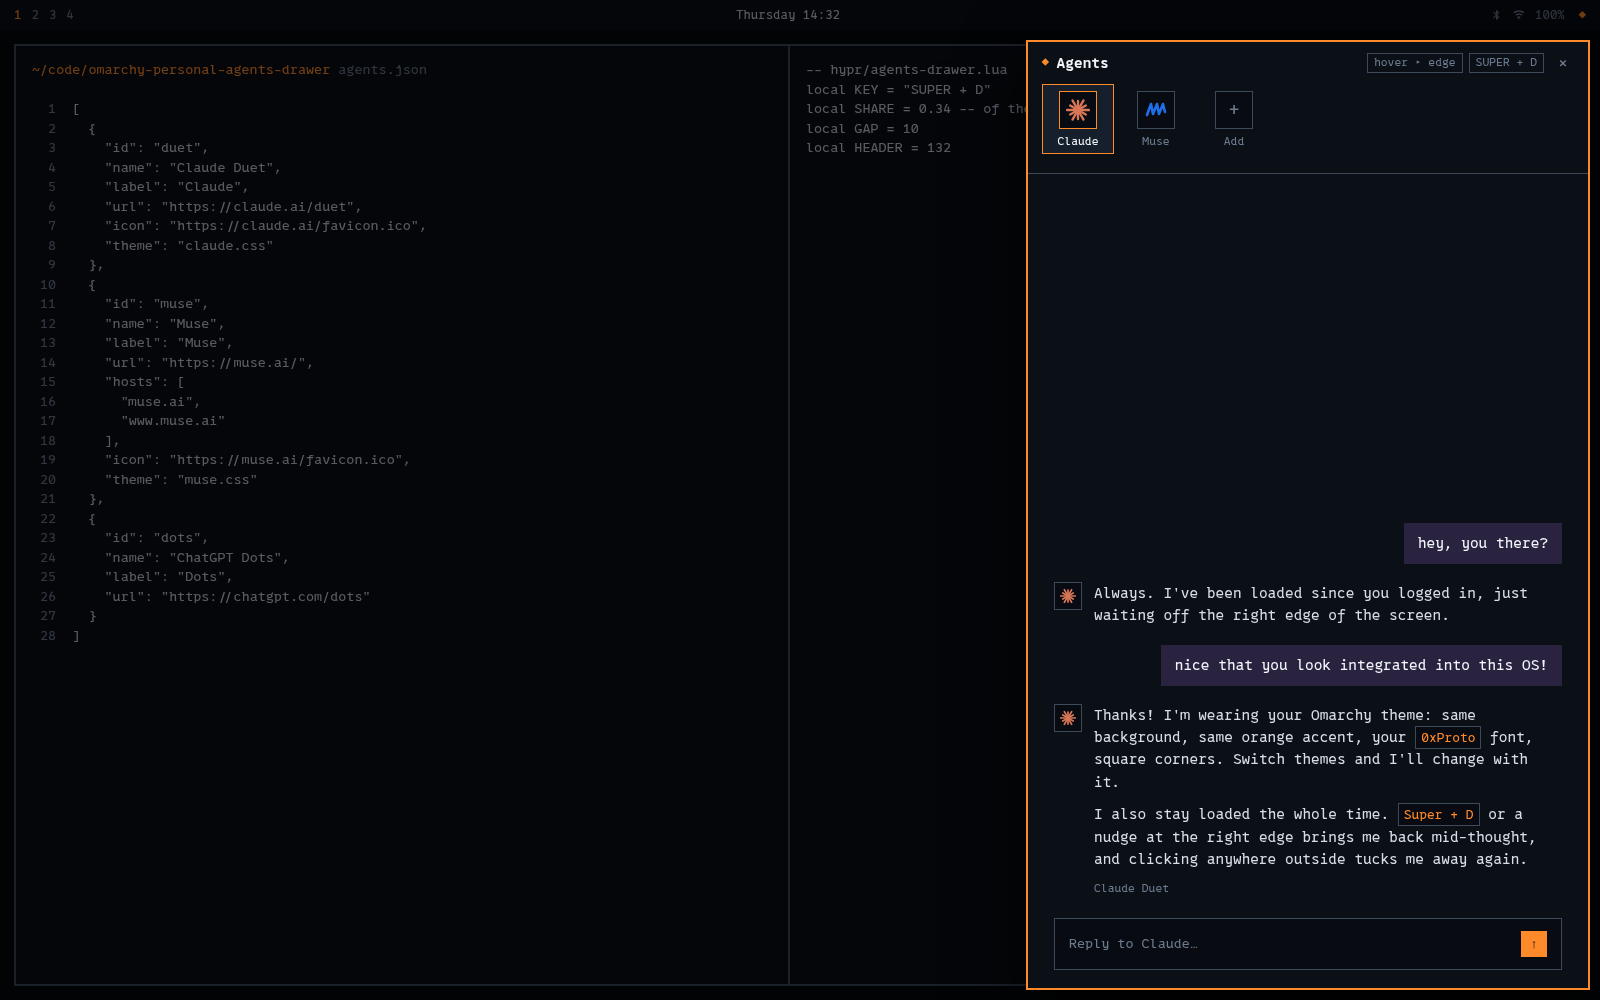 1 2 3 4
Thursday 14:32
100%
~/code/omarchy-personal-agents-drawer agents.json
1 [
2 {
3 "id": "duet",
4 "name": "Claude Duet",
5 "label": "Claude",
6 "url": "https://claude.ai/duet",
7 "icon": "https://claude.ai/favicon.ico",
8 "theme": "claude.css"
9 },
10 {
11 "id": "muse",
12 "name": "Muse",
13 "label": "Muse",
14 "url": "https://muse.ai/",
15 "hosts": [
16 "muse.ai",
17 "www.muse.ai"
18 ],
19 "icon": "https://muse.ai/favicon.ico",
20 "theme": "muse.css"
21 },
22 {
23 "id": "dots",
24 "name": "ChatGPT Dots",
25 "label": "Dots",
26 "url": "https://chatgpt.com/dots"
27 }
28 ]
-- hypr/agents-drawer.lua
local KEY = "SUPER + D"
local SHARE = 0.34 -- of the
local GAP = 10
local HEADER = 132
◆ Agents
hover ‣ edge
SUPER + D
×
Claude
Muse
+
Add
hey, you there?
Always. I've been loaded since you logged in, just
waiting off the right edge of the screen.
nice that you look integrated into this OS!
Thanks! I'm wearing your Omarchy theme: same
background, same orange accent, your 0xProto font,
square corners. Switch themes and I'll change with
it.
I also stay loaded the whole time. Super + D or a
nudge at the right edge brings me back mid-thought,
and clicking anywhere outside tucks me away again.
Claude Duet
Reply to Claude…
↑